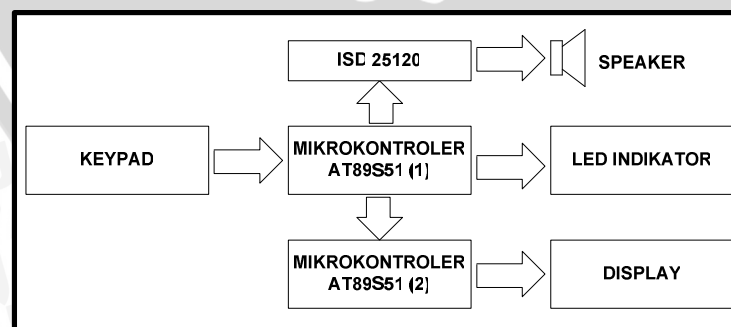 ISD 25120
SPEAKER
KEYPAD
MIKROKONTROLER
AT89S51 (1)
LED INDIKATOR
MIKROKONTROLER
AT89S51 (2)
DISPLAY